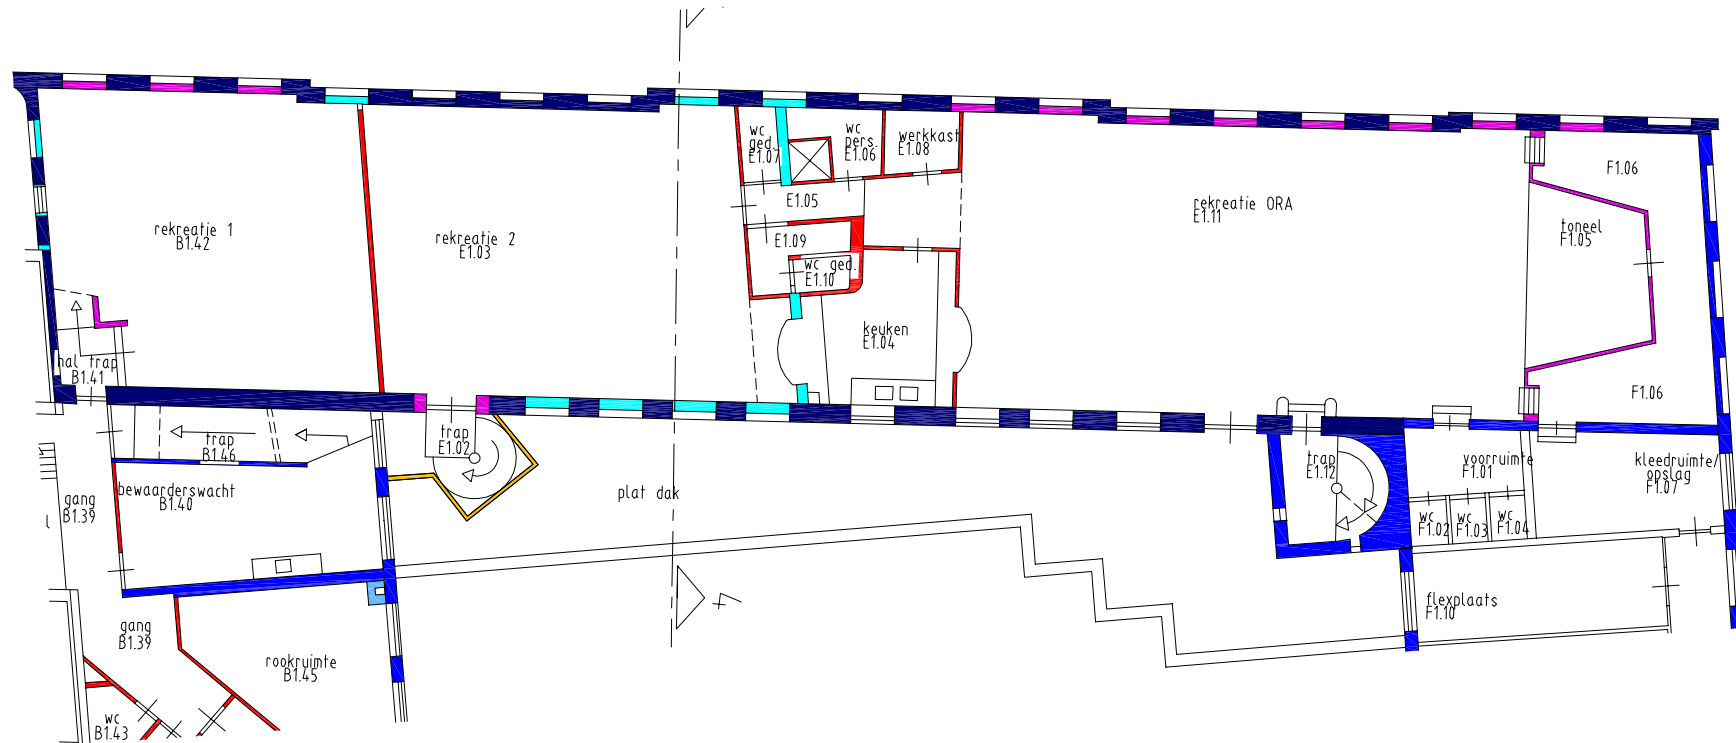 rekreatie 1
B1.42
rekreatie 2
E1.03
wc
ged.
E1.07
wc
pers.
E1.06
werkkast
E1.08
E1.05
E1.09
wc ged.
E1.10
keuken
E1.04
rekreatie ORA
E1.11
F1.06
toneel
F1.05
F1.06
hal trap
B1.41
trap
B1.46
trap
E1.02
bewaarderswacht
B1.40
gang
B1.39
plat dak
trap
E1.12
voorruimte
F1.01
wc
F1.02
wc
F1.03
wc
F1.04
kleedruimte/
opslag
F1.07
flexplaats
F1.10
gang
B1.39
rookruimte
B1.45
wc
B1.43
4
l